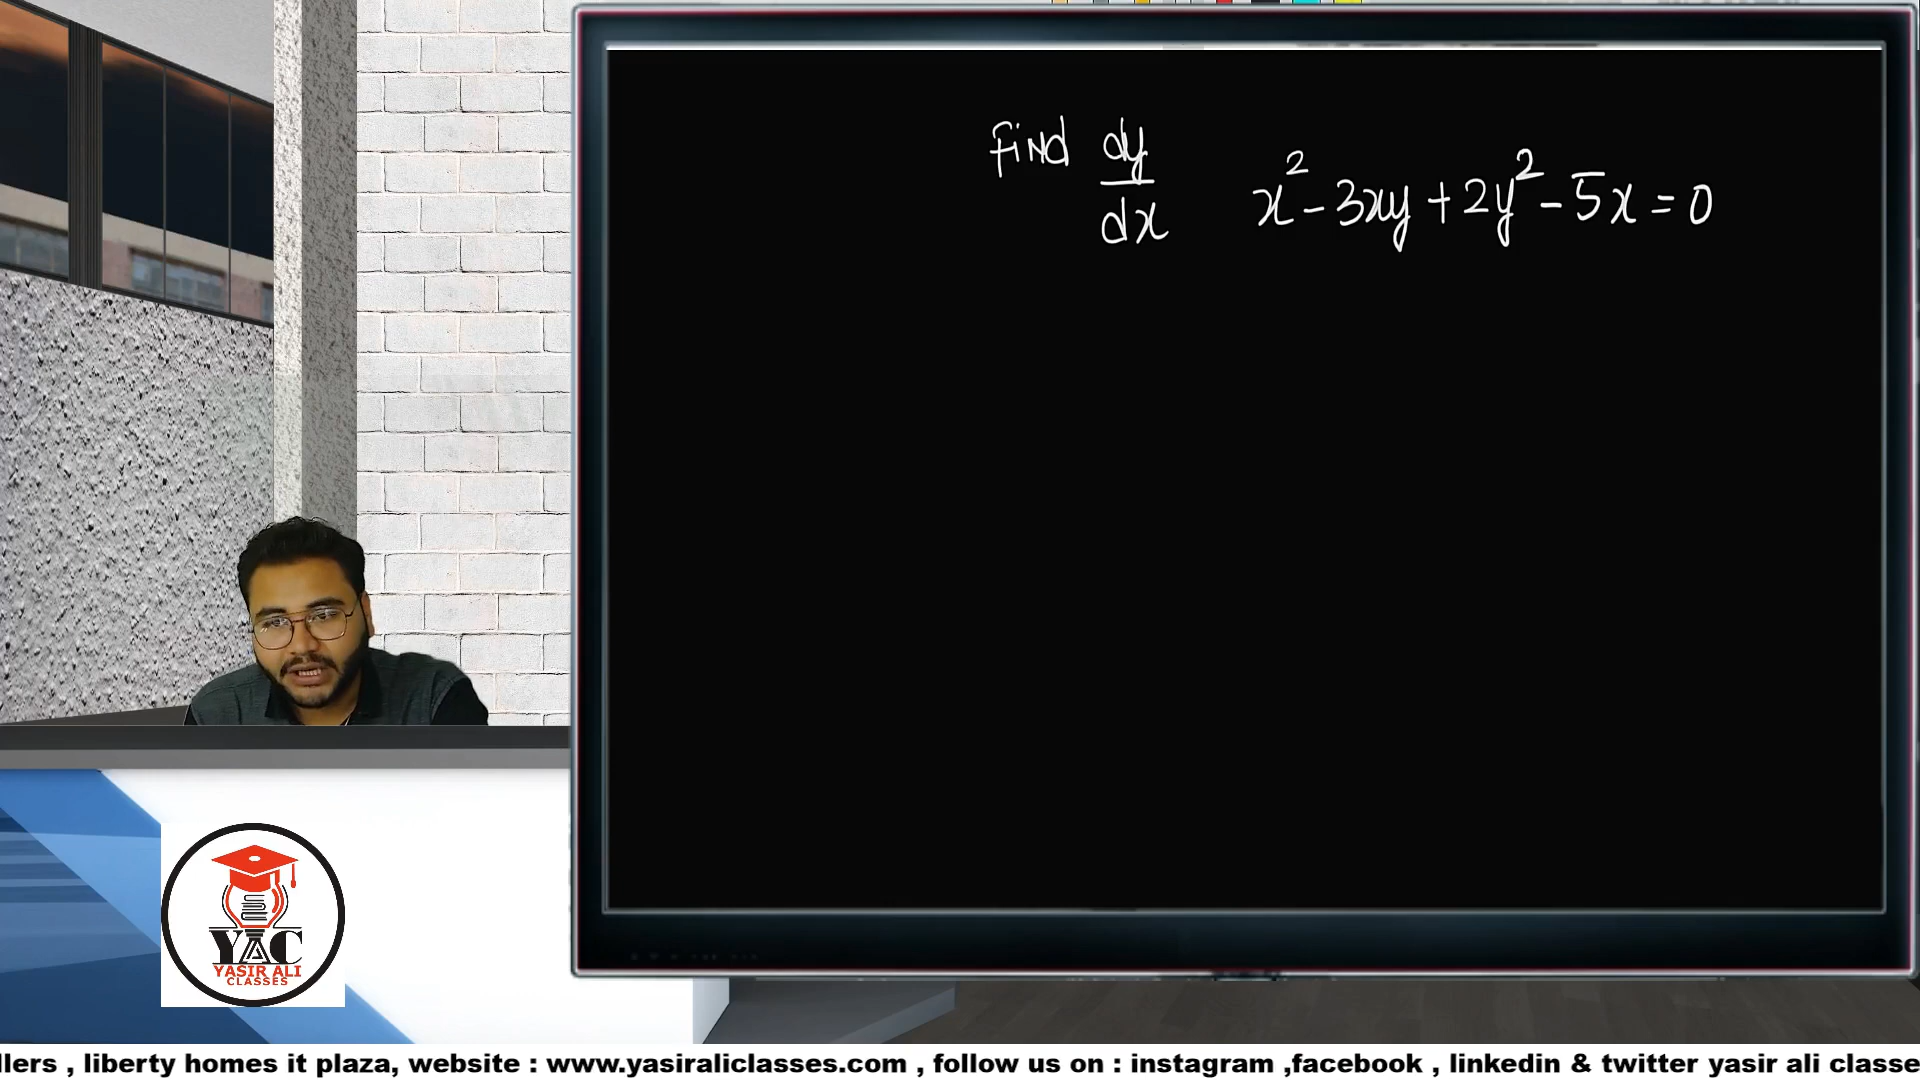 find dy/dx x² - 3xy + 2y² - 5x = 0
YAC
YASIR ALI
CLASSES
llers , liberty homes it plaza, website : www.yasiraliclasses.com , follow us on : instagram ,facebook , linkedin & twitter yasir ali classe